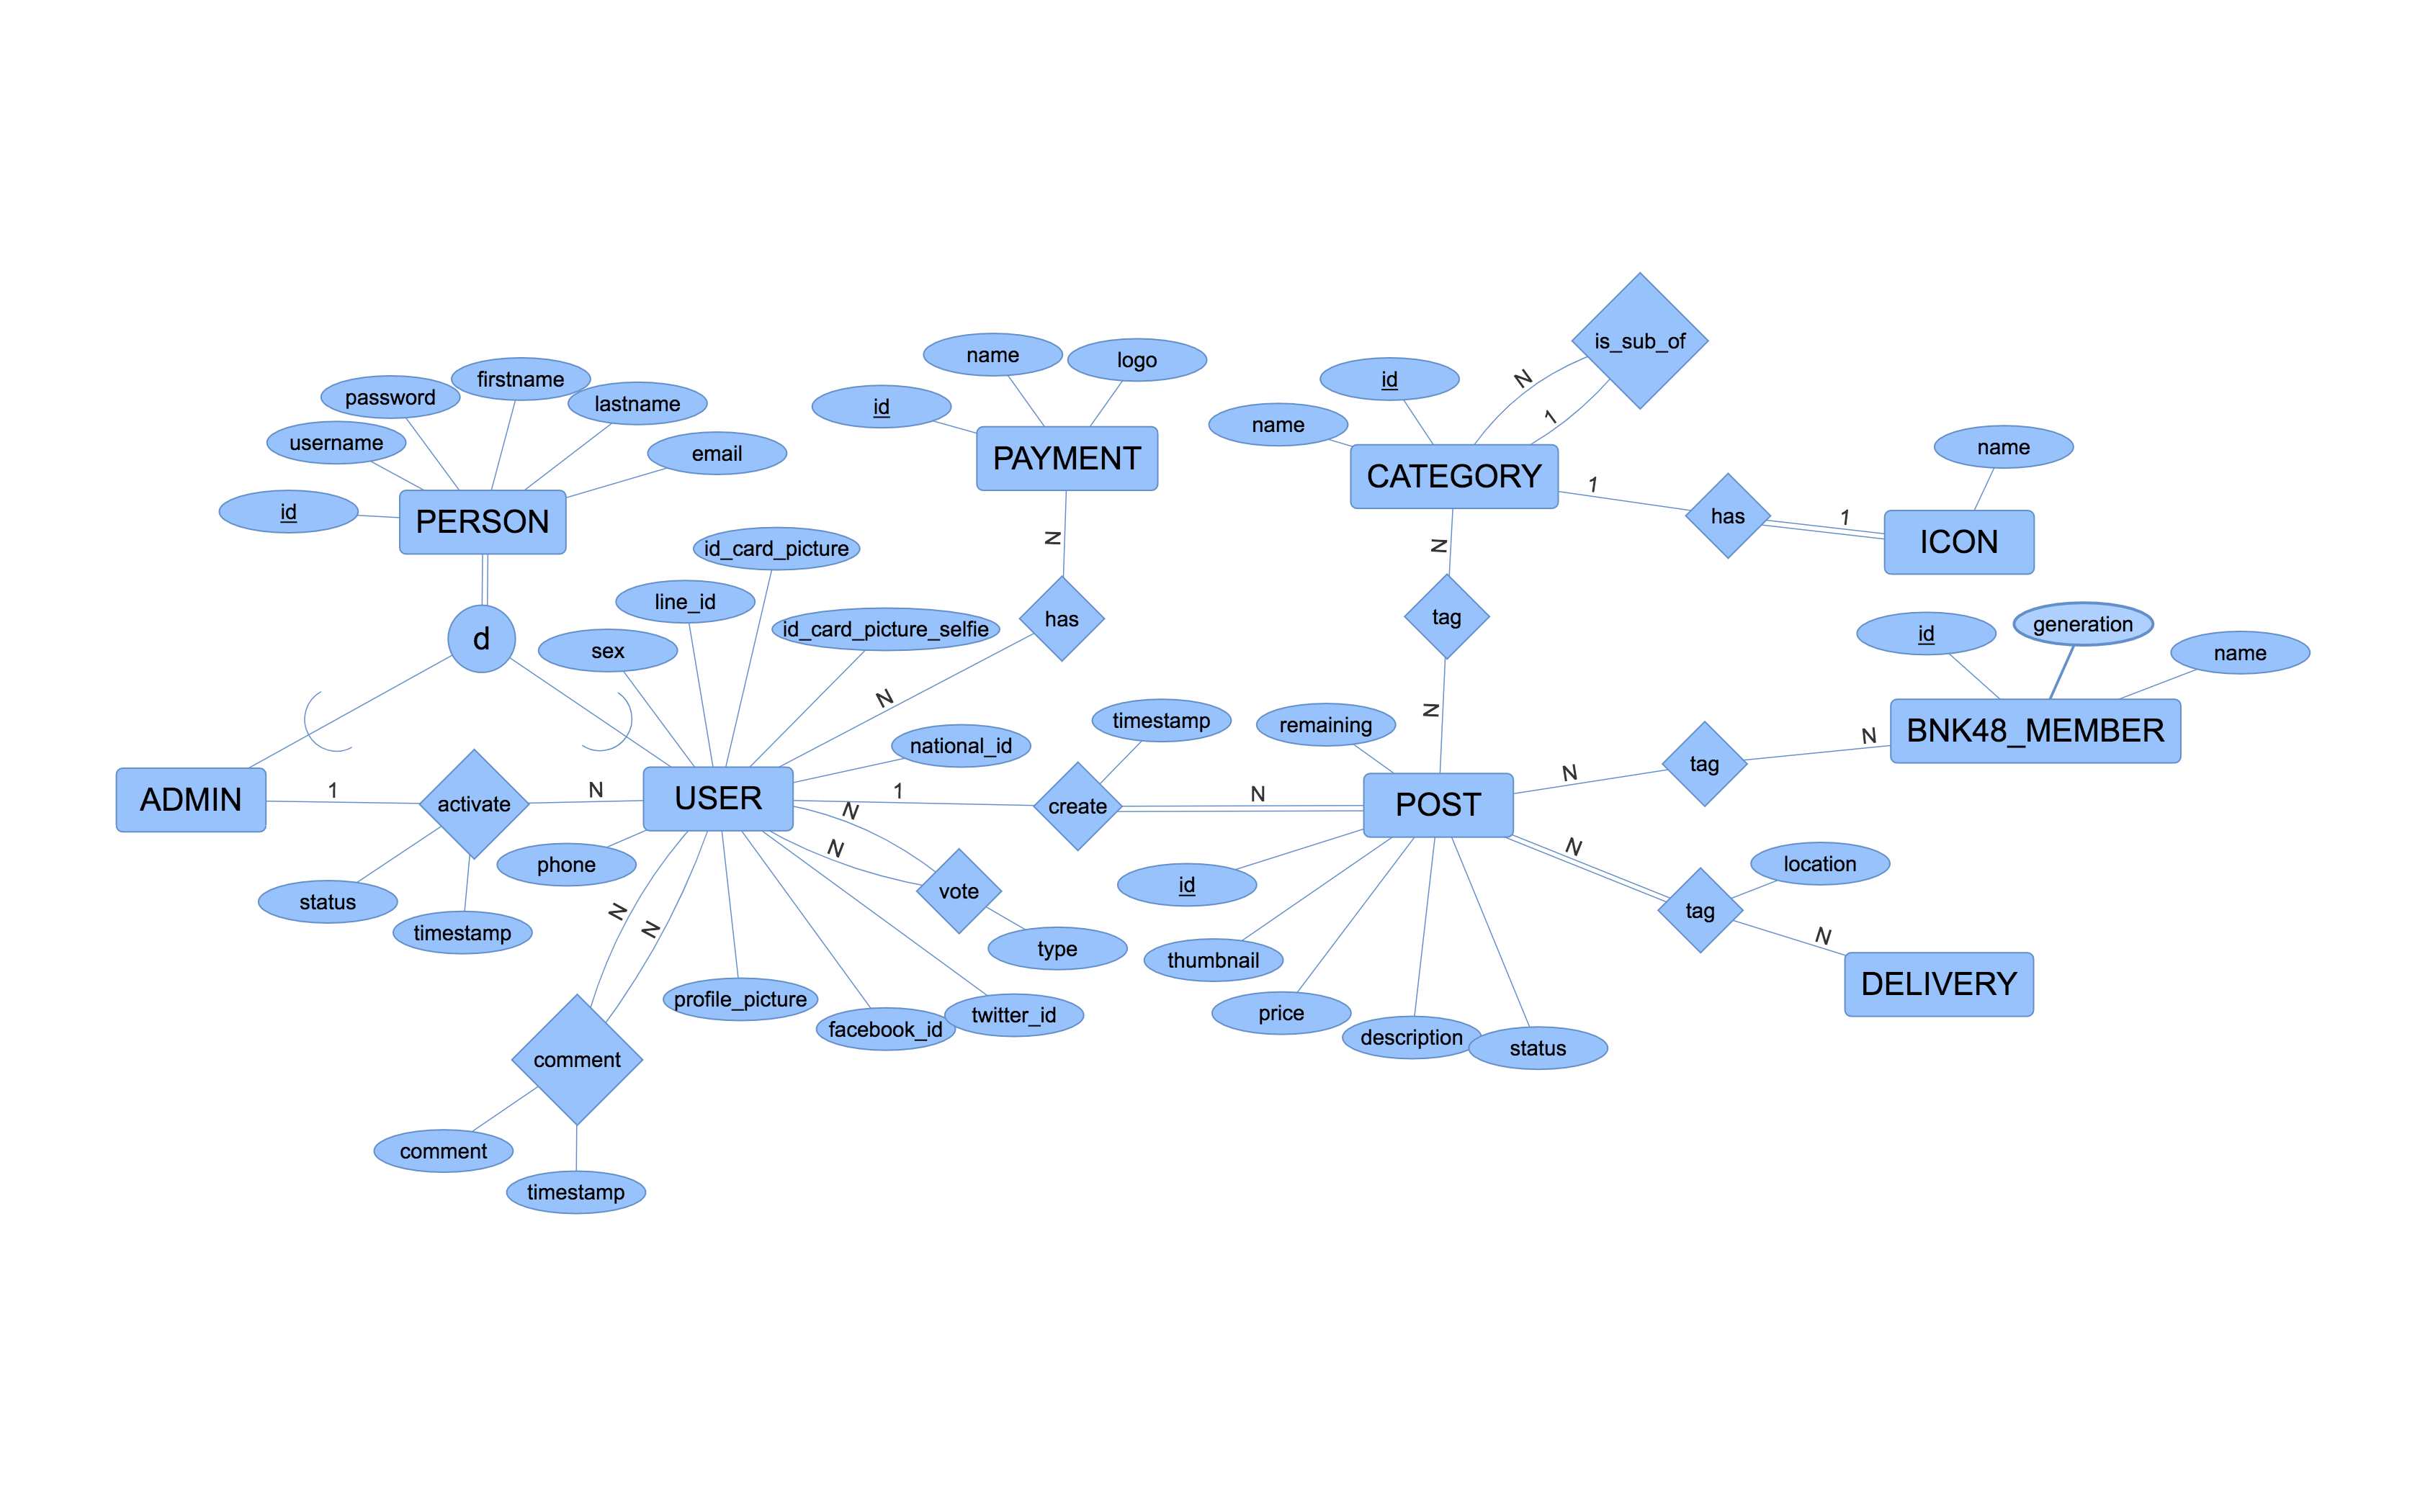 is_sub_of
name
logo
id
firstname
password
lastname
id
name
N
1
username
email
name
PAYMENT
CATEGORY
1
has
1
name
ICON
id
PERSON
N
N
id_card_picture
line_id
has
tag
id
generation
name
id_card_picture_selfie
d
sex
N
N
timestamp
remaining
BNK48_MEMBER
national_id
N
tag
N
ADMIN
1
activate
N
USER
1
create
N
POST
N
N
vote
phone
N
location
id
tag
status
timestamp
N
N
type
thumbnail
N
DELIVERY
profile_picture
facebook_id
twitter_id
price
description
status
comment
comment
timestamp